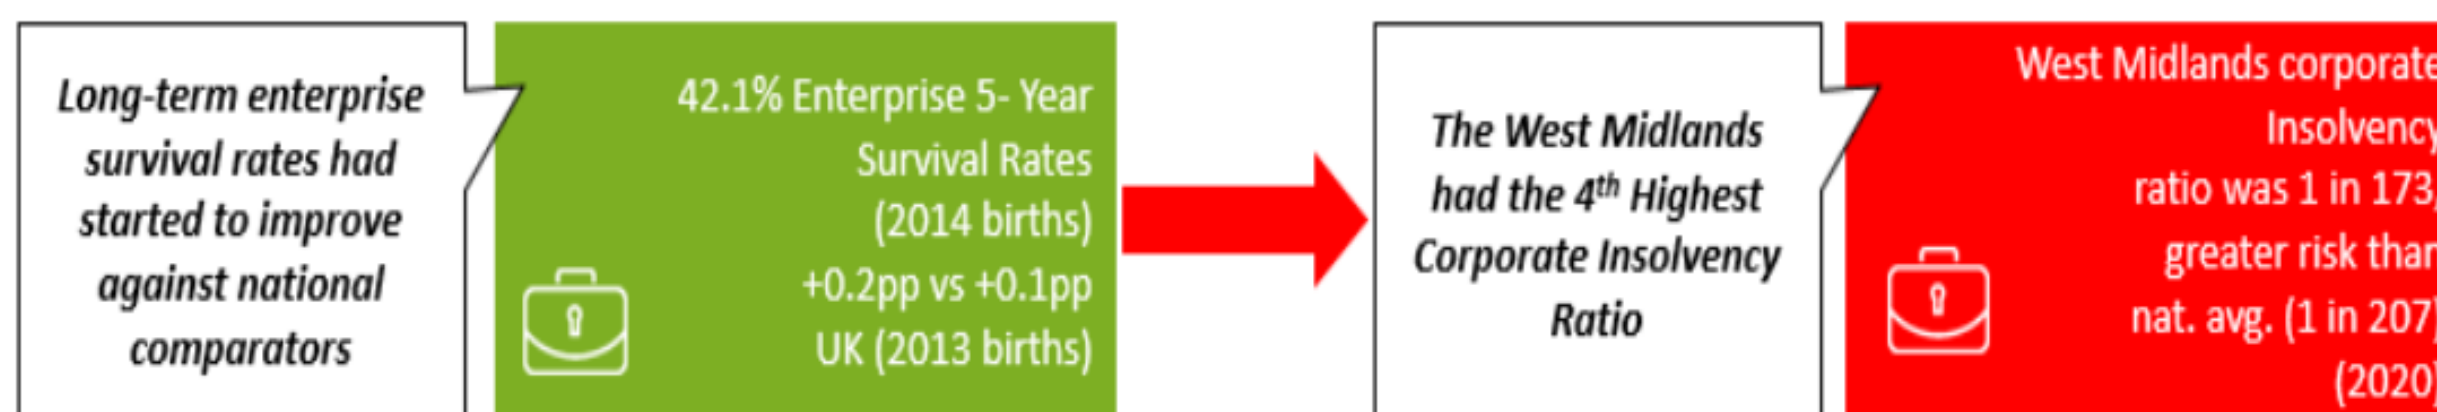 Long-term enterprise
survival rates had
started to improve
against national
comparators
42.1% Enterprise 5- Year
Survival Rates
(2014 births)
+0.2pp vs +0.1pp
UK (2013 births)
The West Midlands
had the 4th Highest
Corporate Insolvency
Ratio
West Midlands corporate
Insolvency
ratio was 1 in 173,
greater risk than
nat. avg. (1 in 207)
(2020)